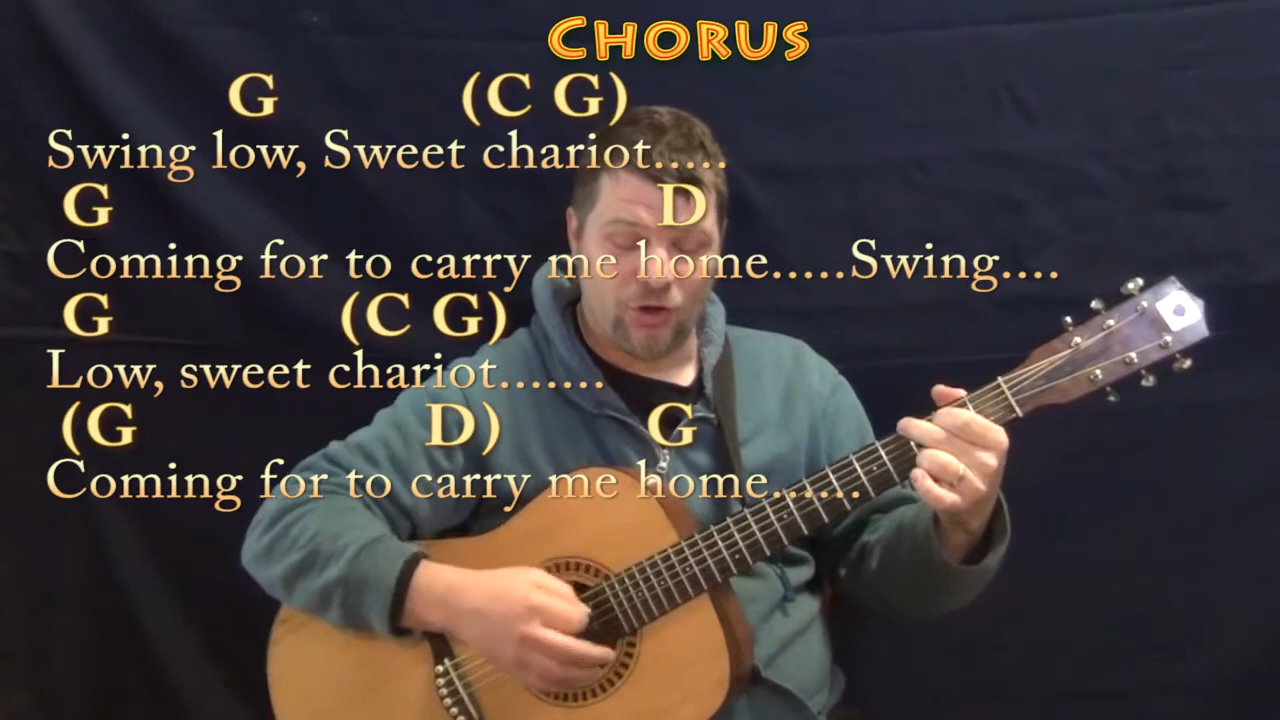 CHORUS
G (C G)
Swing low, Sweet chariot.....
G D
Coming for to carry me home.....Swing....
G (C G)
Low, sweet chariot.......
(G D) G
Coming for to carry me home......